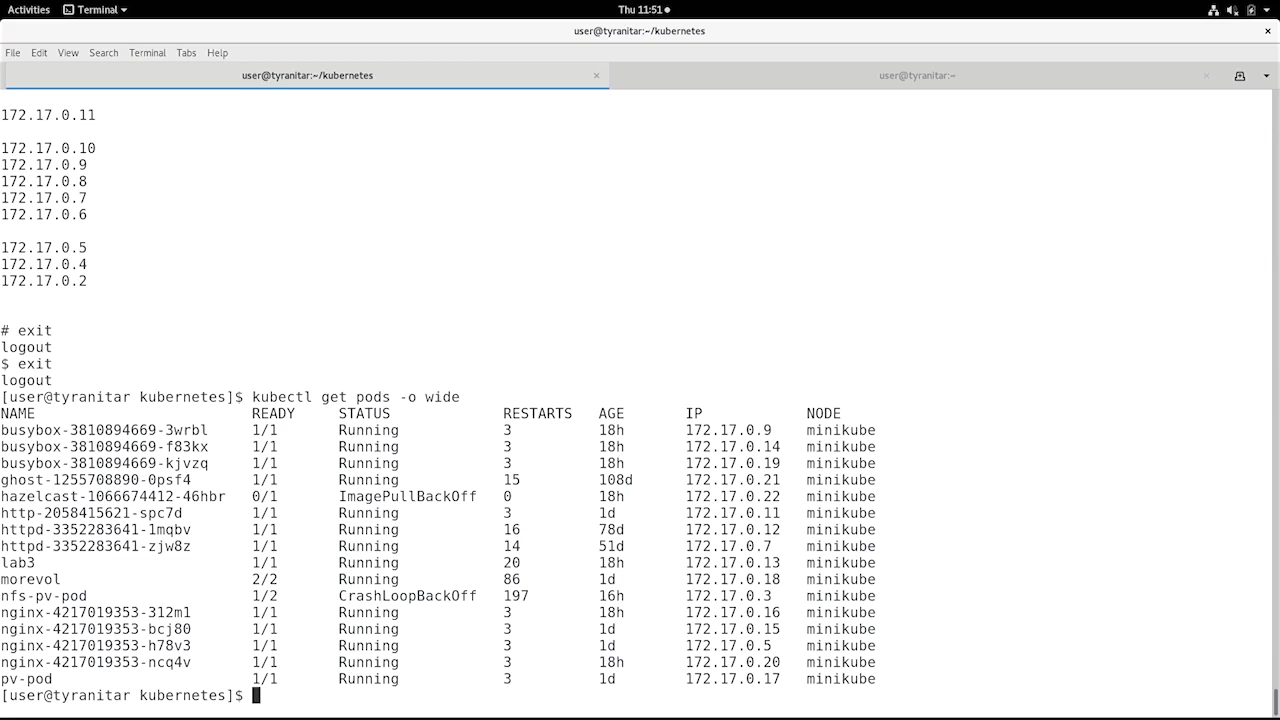 Activities Terminal Thu 11:51
user@tyranitar:~/kubernetes
File Edit View Search Terminal Tabs Help
user@tyranitar:~/kubernetes user@tyranitar:~
172.17.0.11
172.17.0.10
172.17.0.9
172.17.0.8
172.17.0.7
172.17.0.6
172.17.0.5
172.17.0.4
172.17.0.2
# exit
logout
$ exit
logout
[user@tyranitar kubernetes]$ kubectl get pods -o wide
NAME READY STATUS RESTARTS AGE IP NODE
busybox-3810894669-3wrbl 1/1 Running 3 18h 172.17.0.9 minikube
busybox-3810894669-f83kx 1/1 Running 3 18h 172.17.0.14 minikube
busybox-3810894669-kjvzq 1/1 Running 3 18h 172.17.0.19 minikube
ghost-1255708890-0psf4 1/1 Running 15 108d 172.17.0.21 minikube
hazelcast-1066674412-46hbr 0/1 ImagePullBackOff 0 18h 172.17.0.22 minikube
http-2058415621-spc7d 1/1 Running 3 1d 172.17.0.11 minikube
httpd-3352283641-1mqbv 1/1 Running 16 78d 172.17.0.12 minikube
httpd-3352283641-zjw8z 1/1 Running 14 51d 172.17.0.7 minikube
lab3 1/1 Running 20 18h 172.17.0.13 minikube
morevol 2/2 Running 86 1d 172.17.0.18 minikube
nfs-pv-pod 1/2 CrashLoopBackOff 197 16h 172.17.0.3 minikube
nginx-4217019353-312m1 1/1 Running 3 18h 172.17.0.16 minikube
nginx-4217019353-bcj80 1/1 Running 3 1d 172.17.0.15 minikube
nginx-4217019353-h78v3 1/1 Running 3 1d 172.17.0.5 minikube
nginx-4217019353-ncq4v 1/1 Running 3 18h 172.17.0.20 minikube
pv-pod 1/1 Running 3 1d 172.17.0.17 minikube
[user@tyranitar kubernetes]$